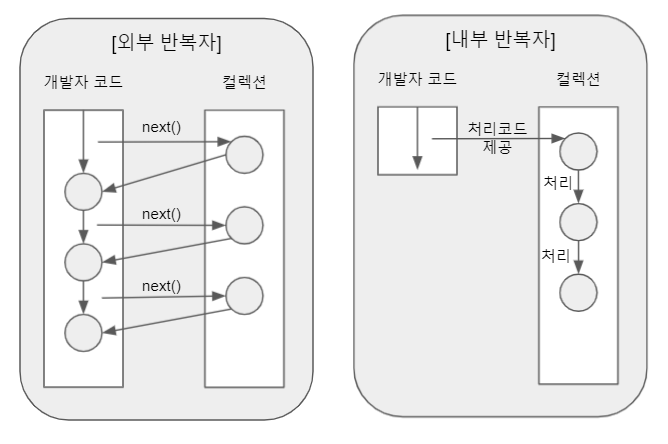 [외부 반복자]
개발자 코드
컬렉션
next()
next()
next()
[내부 반복자]
개발자 코드
컬렉션
처리코드
제공
처리
처리